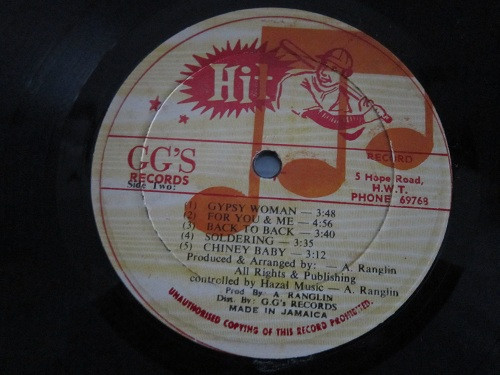 Hit
GG'S
RECORDS
Side Two:
RECORD
5 Hope Road,
H.W.T.
PHONE 69768
(1) GYPSY WOMAN — 3:48
(2) FOR YOU & ME — 4:56
(3) BACK TO BACK — 3:40
(4) SOLDERING — 3:35
(5) CHINEY BABY — 3:12
Produced & Arranged by: — A. Ranglin
All Rights & Publishing
controlled by Hazal Music — A. Ranglin
Prod By: A. RANGLIN
Dist. By: G.G's RECORDS
MADE IN JAMAICA
UNAUTHORISED COPYING OF THIS RECORD PROHIBITED.